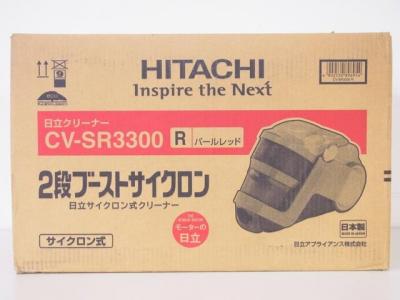 HITACHI
Inspire the Next
9
日立クリーナー
CV-SR3300 R パールレッド
2段ブーストサイクロン
日立サイクロン式クリーナー
モーターの
日立
サイクロン式
日本製
日立アプライアンス株式会社